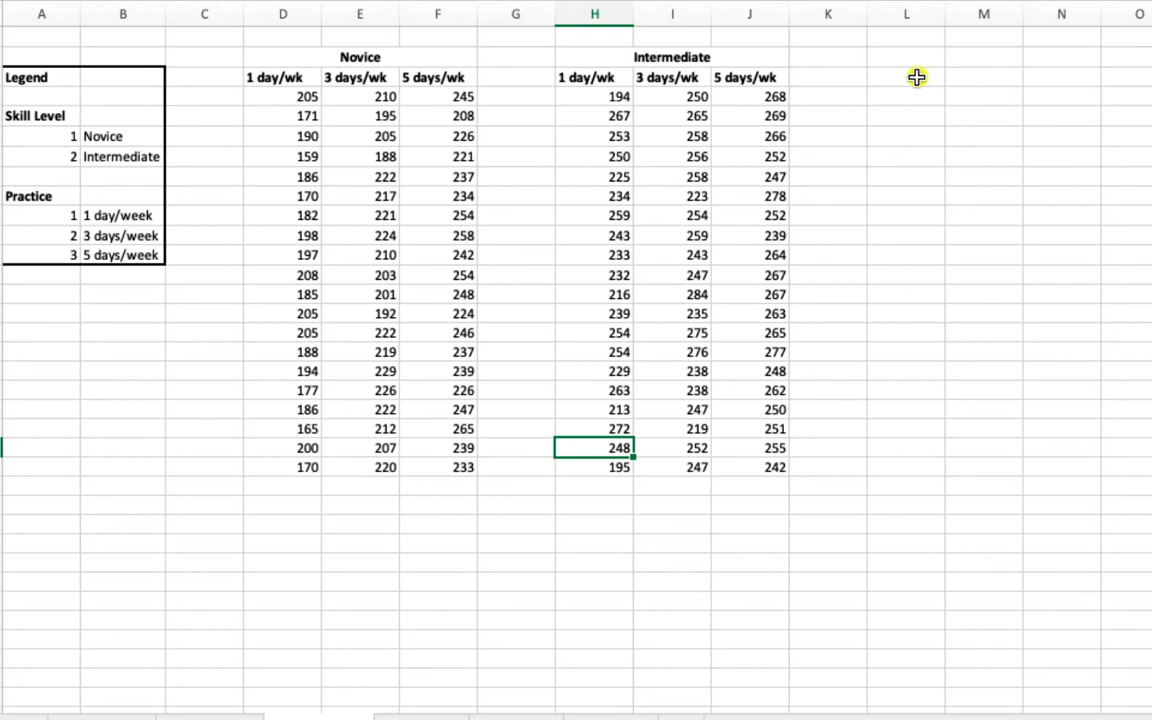 A B C D E F G H I J K L M N O
Novice Intermediate
Legend 1 day/wk 3 days/wk 5 days/wk 1 day/wk 3 days/wk 5 days/wk
205 210 245 194 250 268
Skill Level 171 195 208 267 265 269
1 Novice 190 205 226 253 258 266
2 Intermediate 159 188 221 250 256 252
186 222 237 225 258 247
Practice 170 217 234 234 223 278
1 1 day/week 182 221 254 259 254 252
2 3 days/week 198 224 258 243 259 239
3 5 days/week 197 210 242 233 243 264
208 203 254 232 247 267
185 201 248 216 284 267
205 192 224 239 235 263
205 222 246 254 275 265
188 219 237 254 276 277
194 229 239 229 238 248
177 226 226 263 238 262
186 222 247 213 247 250
165 212 265 272 219 251
200 207 239 248 252 255
170 220 233 195 247 242